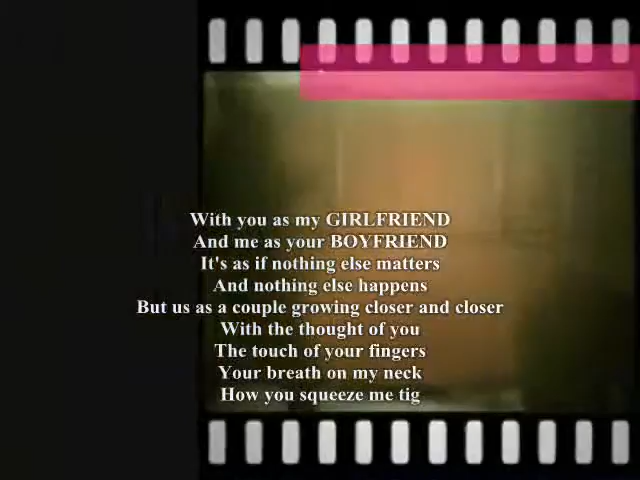 With you as my GIRLFRIEND
And me as your BOYFRIEND
It's as if nothing else matters
And nothing else happens
But us as a couple growing closer and closer
With the thought of you
The touch of your fingers
Your breath on my neck
How you squeeze me tig